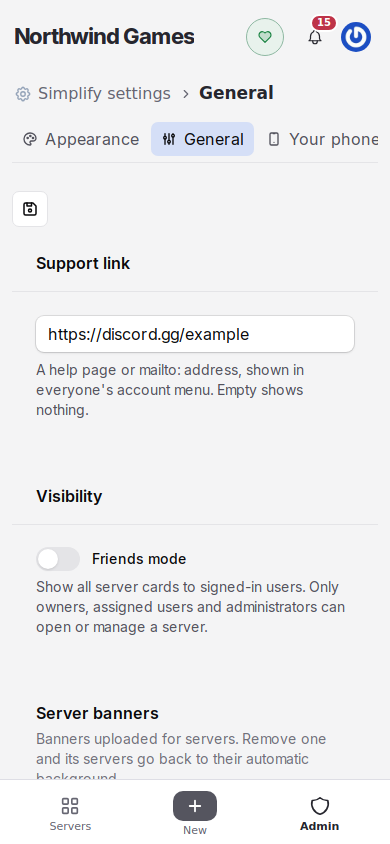 Northwind Games
15
Simplify settings > General
Appearance
General
Your phone
Support link
https://discord.gg/example
A help page or mailto: address, shown in
everyone's account menu. Empty shows
nothing.
Visibility
Friends mode
Show all server cards to signed-in users. Only
owners, assigned users and administrators can
open or manage a server.
Server banners
Banners uploaded for servers. Remove one
and its servers go back to their automatic
background.
Servers
New
Admin